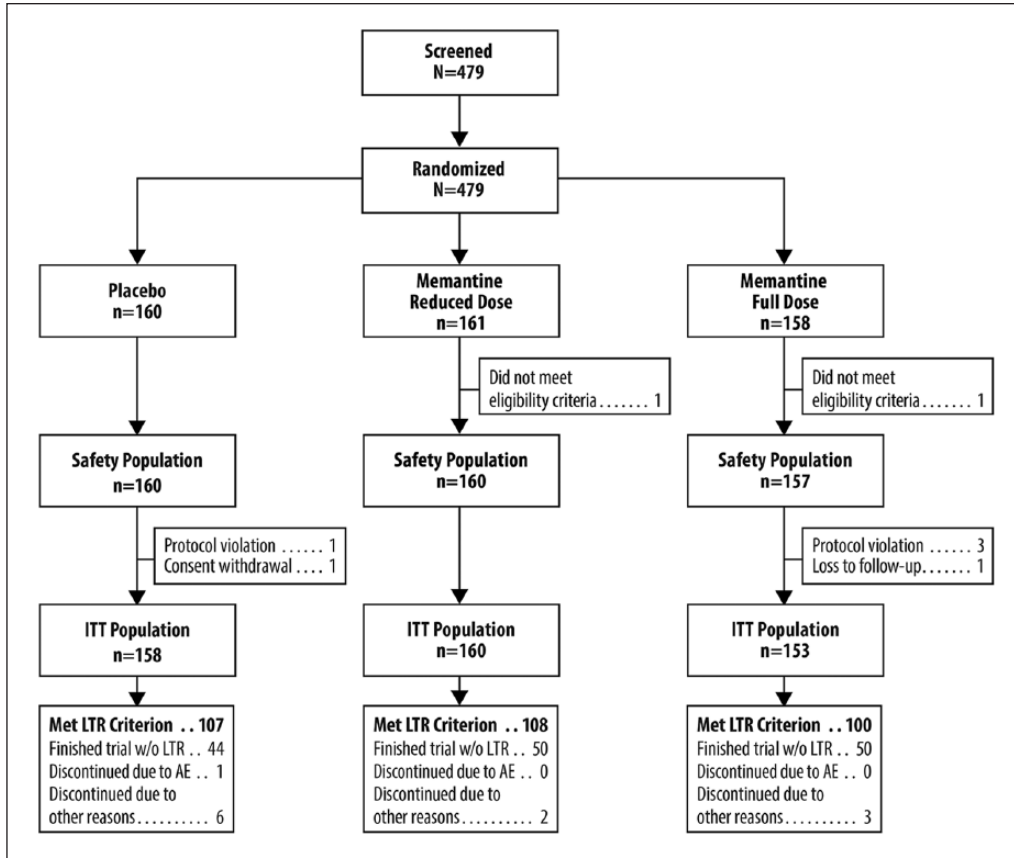 Screened
N=479
Randomized
N=479
Placebo
n=160
Memantine
Reduced Dose
n=161
Memantine
Full Dose
n=158
Did not meet
eligibility criteria ....... 1
Did not meet
eligibility criteria ....... 1
Safety Population
n=160
Safety Population
n=160
Safety Population
n=157
Protocol violation ...... 1
Consent withdrawal .... 1
Protocol violation ...... 3
Loss to follow-up....... 1
ITT Population
n=158
ITT Population
n=160
ITT Population
n=153
Met LTR Criterion .. 107
Finished trial w/o LTR .. 44
Discontinued due to AE .. 1
Discontinued due to
other reasons.......... 6
Met LTR Criterion .. 108
Finished trial w/o LTR .. 50
Discontinued due to AE .. 0
Discontinued due to
other reasons.......... 2
Met LTR Criterion .. 100
Finished trial w/o LTR .. 50
Discontinued due to AE .. 0
Discontinued due to
other reasons.......... 3